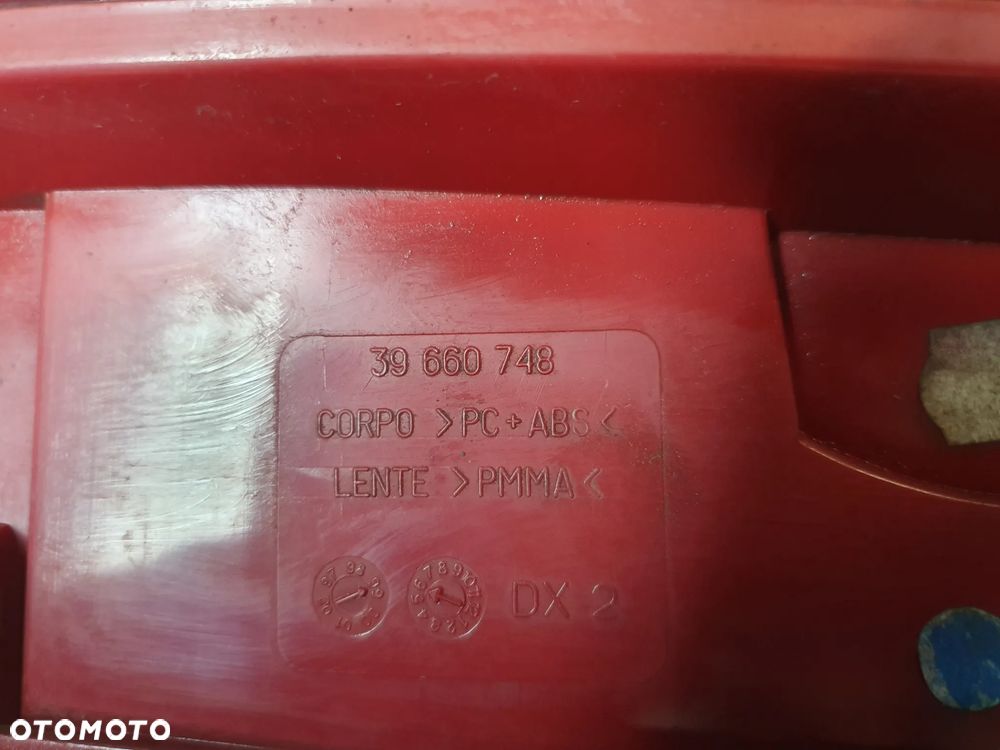 39 660 748
CORPO >PC+ABS<
LENTE >PMMA<
DX 2
OTOMOTO